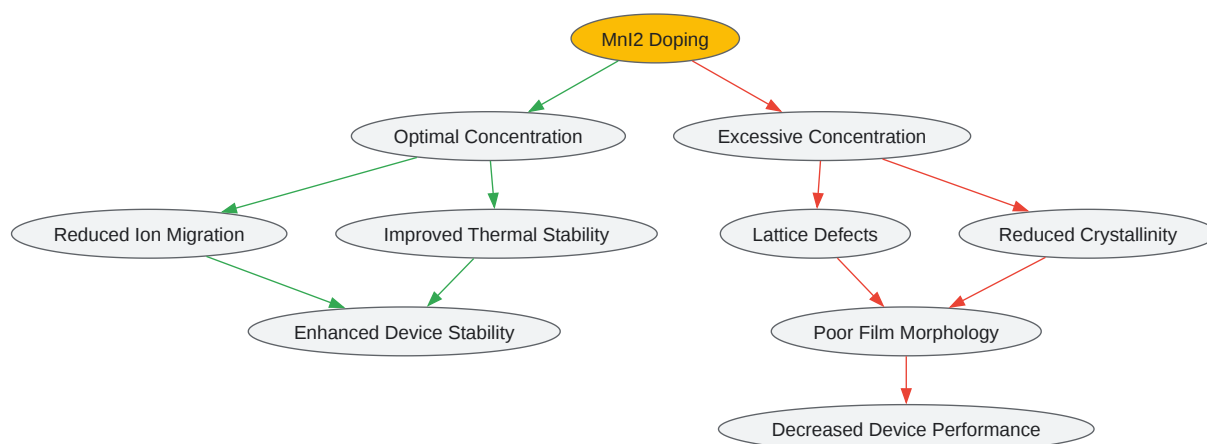 MnI2 Doping
Optimal Concentration
Excessive Concentration
Reduced Ion Migration
Improved Thermal Stability
Lattice Defects
Reduced Crystallinity
Enhanced Device Stability
Poor Film Morphology
Decreased Device Performance